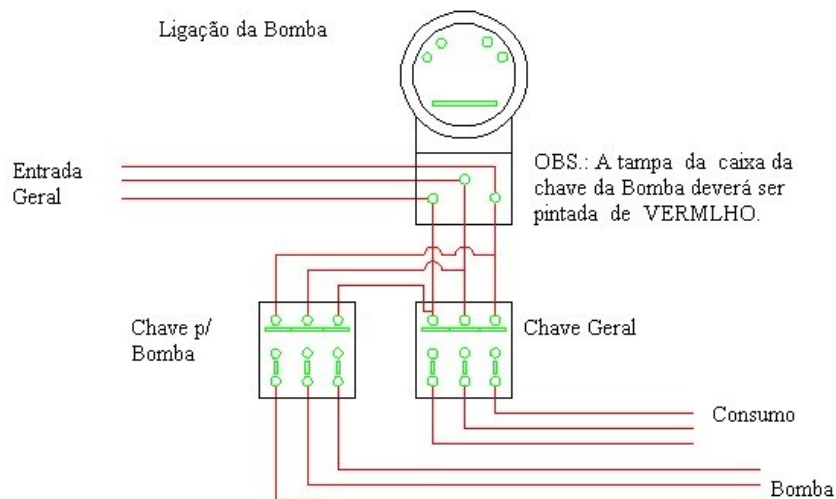 Ligação da Bomba
Entrada
Geral
OBS.: A tampa da caixa da
chave da Bomba deverá ser
pintada de VERMLHO.
Chave p/
Bomba
Chave Geral
Consumo
Bomba